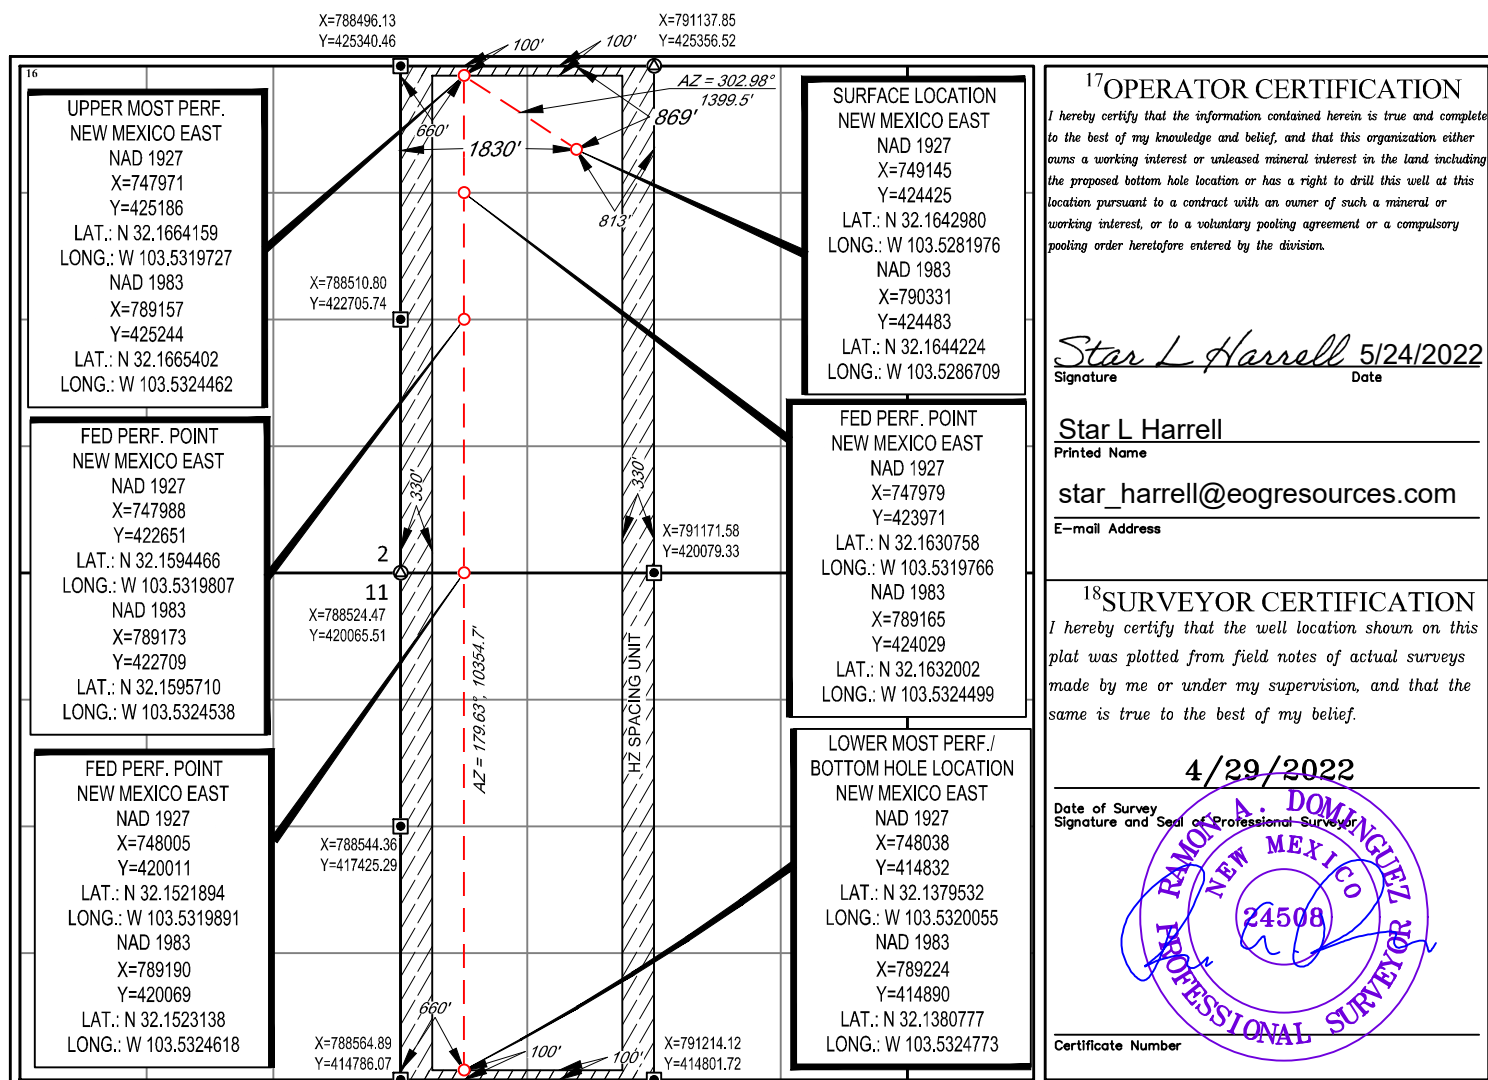 X=788496.13
Y=425340.46
X=791137.85
Y=425356.52
100'
100'
16
AZ = 302.98°
1399.5'
660'
869'
1830'
813'
UPPER MOST PERF.
NEW MEXICO EAST
NAD 1927
X=747971
Y=425186
LAT.: N 32.1664159
LONG.: W 103.5319727
NAD 1983
X=789157
Y=425244
LAT.: N 32.1665402
LONG.: W 103.5324462
SURFACE LOCATION
NEW MEXICO EAST
NAD 1927
X=749145
Y=424425
LAT.: N 32.1642980
LONG.: W 103.5281976
NAD 1983
X=790331
Y=424483
LAT.: N 32.1644224
LONG.: W 103.5286709
X=788510.80
Y=422705.74
FED PERF. POINT
NEW MEXICO EAST
NAD 1927
X=747988
Y=422651
LAT.: N 32.1594466
LONG.: W 103.5319807
NAD 1983
X=789173
Y=422709
LAT.: N 32.1595710
LONG.: W 103.5324538
FED PERF. POINT
NEW MEXICO EAST
NAD 1927
X=747979
Y=423971
LAT.: N 32.1630758
LONG.: W 103.5319766
NAD 1983
X=789165
Y=424029
LAT.: N 32.1632002
LONG.: W 103.5324499
330'
330'
X=791171.58
Y=420079.33
2
11
X=788524.47
Y=420065.51
AZ = 179.63°, 10354.7'
HZ SPACING UNIT
FED PERF. POINT
NEW MEXICO EAST
NAD 1927
X=748005
Y=420011
LAT.: N 32.1521894
LONG.: W 103.5319891
NAD 1983
X=789190
Y=420069
LAT.: N 32.1523138
LONG.: W 103.5324618
LOWER MOST PERF./
BOTTOM HOLE LOCATION
NEW MEXICO EAST
NAD 1927
X=748038
Y=414832
LAT.: N 32.1379532
LONG.: W 103.5320055
NAD 1983
X=789224
Y=414890
LAT.: N 32.1380777
LONG.: W 103.5324773
X=788544.36
Y=417425.29
660'
X=788564.89
Y=414786.07
100'
100'
X=791214.12
Y=414801.72
17OPERATOR CERTIFICATION
I hereby certify that the information contained herein is true and complete
to the best of my knowledge and belief, and that this organization either
owns a working interest or unleased mineral interest in the land including
the proposed bottom hole location or has a right to drill this well at this
location pursuant to a contract with an owner of such a mineral or
working interest, or to a voluntary pooling agreement or a compulsory
pooling order heretofore entered by the division.
Star L Harrell 5/24/2022
Signature Date
Star L Harrell
Printed Name
star_harrell@eogresources.com
E-mail Address
18SURVEYOR CERTIFICATION
I hereby certify that the well location shown on this
plat was plotted from field notes of actual surveys
made by me or under my supervision, and that the
same is true to the best of my belief.
4/29/2022
Date of Survey
Signature and Seal of Professional Surveyor
RAMON A. DOMINGUEZ
NEW MEXICO
24508
PROFESSIONAL SURVEYOR
Certificate Number